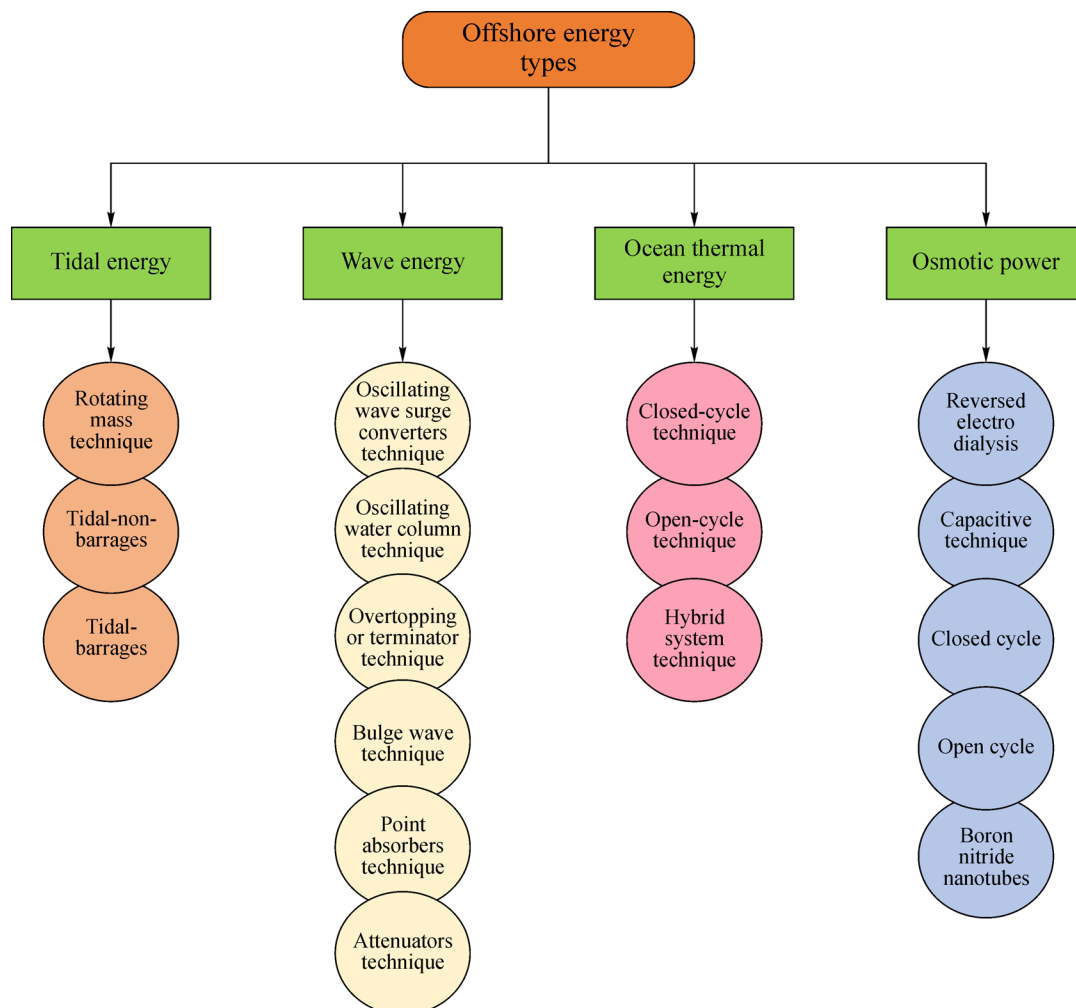 Offshore energy
types
Tidal energy
Wave energy
Ocean thermal
energy
Osmotic power
Rotating
mass
technique
Tidal-non-
barrages
Tidal-
barrages
Oscillating
wave surge
converters
technique
Oscillating
water column
technique
Overtopping
or terminator
technique
Bulge wave
technique
Point
absorbers
technique
Attenuators
technique
Closed-cycle
technique
Open-cycle
technique
Hybrid
system
technique
Reversed
electro
dialysis
Capacitive
technique
Closed cycle
Open cycle
Boron
nitride
nanotubes